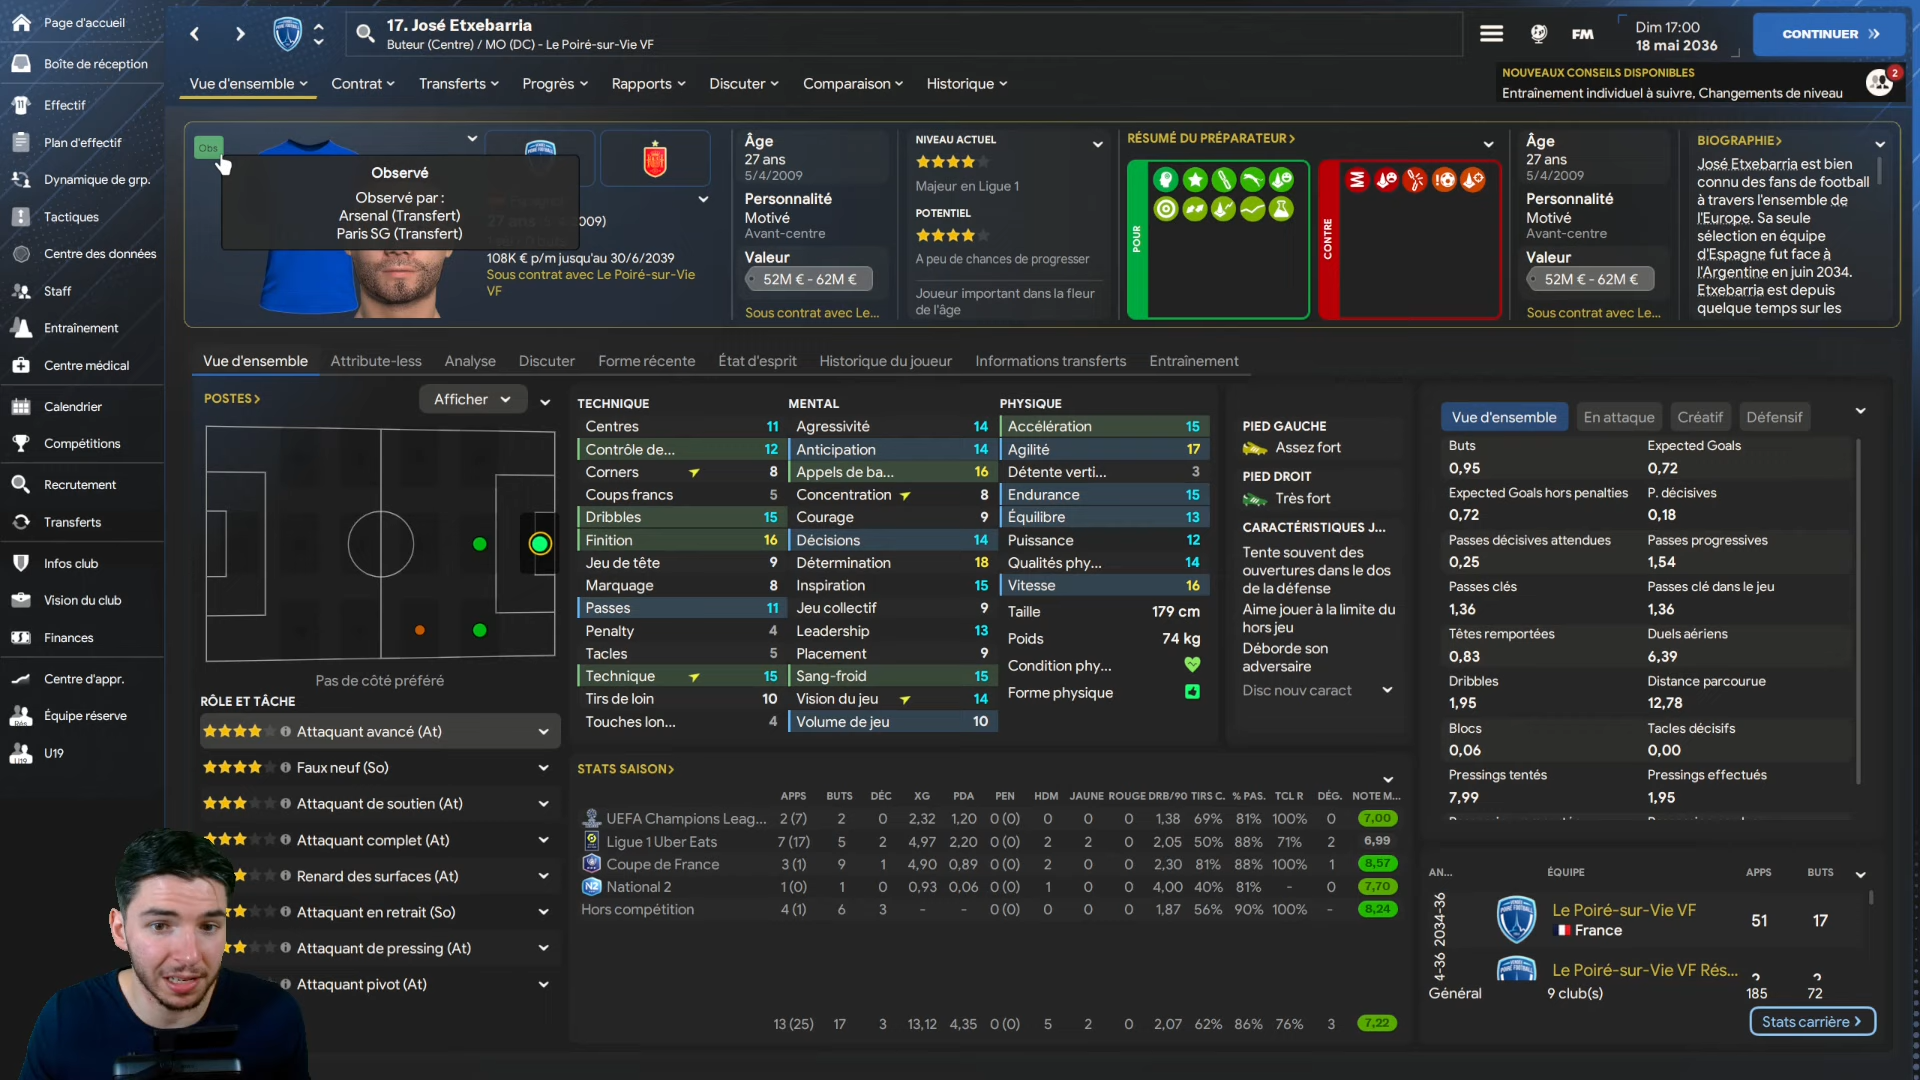 Page d'accueil
Boîte de réception
Effectif
Plan d'effectif
Dynamique de grp.
Tactiques
Centre des données
Staff
Entraînement
Centre médical
Calendrier
Compétitions
Recrutement
Transferts
Infos club
Vision du club
Finances
Centre d'appr.
Équipe réserve
U19
17. José Etxebarria
Buteur (Centre) / MO (DC) - Le Poiré-sur-Vie VF
FM
Dim 17:00
18 mai 2036
CONTINUER
Vue d'ensemble
Contrat
Transferts
Progrès
Rapports
Discuter
Comparaison
Historique
NOUVEAUX CONSEILS DISPONIBLES
Entraînement individuel à suivre, Changements de niveau
2
Obs
Observé
Observé par :
Arsenal (Transfert)
Paris SG (Transfert)
108K € p/m jusqu'au 30/6/2039
Sous contrat avec Le Poiré-sur-Vie
VF
Âge
27 ans
5/4/2009
Personnalité
Motivé
Avant-centre
Valeur
52M € - 62M €
Sous contrat avec Le...
NIVEAU ACTUEL
Majeur en Ligue 1
POTENTIEL
A peu de chances de progresser
Joueur important dans la fleur
de l'âge
RÉSUMÉ DU PRÉPARATEUR
POUR
CONTRE
Âge
27 ans
5/4/2009
Personnalité
Motivé
Avant-centre
Valeur
52M € - 62M €
Sous contrat avec Le...
BIOGRAPHIE
José Etxebarria est bien
connu des fans de football
à travers l'ensemble de
l'Europe. Sa seule
sélection en équipe
d'Espagne fut face à
l'Argentine en juin 2034.
Etxebarria est depuis
quelque temps sur les
Vue d'ensemble
Attribute-less
Analyse
Discuter
Forme récente
État d'esprit
Historique du joueur
Informations transferts
Entraînement
POSTES
Afficher
Pas de côté préféré
RÔLE ET TÂCHE
Attaquant avancé (At)
Faux neuf (So)
Attaquant de soutien (At)
Attaquant complet (At)
Renard des surfaces (At)
Attaquant en retrait (So)
Attaquant de pressing (At)
Attaquant pivot (At)
TECHNIQUE
Centres 11
Contrôle de... 12
Corners 8
Coups francs 5
Dribbles 15
Finition 16
Jeu de tête 9
Marquage 8
Passes 11
Penalty 4
Tacles 5
Technique 15
Tirs de loin 10
Touches lon... 4
MENTAL
Agressivité 14
Anticipation 14
Appels de ba... 16
Concentration 8
Courage 9
Décisions 14
Détermination 18
Inspiration 15
Jeu collectif 9
Leadership 13
Placement 9
Sang-froid 15
Vision du jeu 14
Volume de jeu 10
PHYSIQUE
Accélération 15
Agilité 17
Détente verti... 3
Endurance 15
Équilibre 13
Puissance 12
Qualités phy... 14
Vitesse 16
Taille 179 cm
Poids 74 kg
Condition phy...
Forme physique
PIED GAUCHE
Assez fort
PIED DROIT
Très fort
CARACTÉRISTIQUES J...
Tente souvent des
ouvertures dans le dos
de la défense
Aime jouer à la limite du
hors jeu
Déborde son
adversaire
Disc nouv caract
Vue d'ensemble
En attaque
Créatif
Défensif
Buts Expected Goals
0,95 0,72
Expected Goals hors penalties P. décisives
0,72 0,18
Passes décisives attendues Passes progressives
0,25 1,54
Passes clés Passes clé dans le jeu
1,36 1,36
Têtes remportées Duels aériens
0,83 6,39
Dribbles Distance parcourue
1,95 12,78
Blocs Tacles décisifs
0,06 0,00
Pressings tentés Pressings effectués
7,99 1,95
STATS SAISON
APPS BUTS DÉC XG PDA PEN HDM JAUNE ROUGE DRB/90 TIRS C. % PAS. TCL R DÉG. NOTE M...
UEFA Champions Leag... 2 (7) 2 0 2,32 1,20 0 (0) 0 0 0 1,38 69% 81% 100% 0 7,00
Ligue 1 Uber Eats 7 (17) 5 2 4,97 2,20 0 (0) 2 2 0 2,05 50% 88% 71% 2 6,99
Coupe de France 3 (1) 9 1 4,90 0,89 0 (0) 2 0 0 2,30 81% 88% 100% 1 8,57
N2 National 2 1 (0) 1 0 0,93 0,06 0 (0) 1 0 0 4,00 40% 81% - 0 7,70
Hors compétition 4 (1) 6 3 - - 0 (0) 0 0 0 1,87 56% 90% 100% - 8,24
13 (25) 17 3 13,12 4,35 0 (0) 5 2 0 2,07 62% 86% 76% 3 7,22
AN... ÉQUIPE APPS BUTS
2034-36
Le Poiré-sur-Vie VF 51 17
France
4-36
Le Poiré-sur-Vie VF Rés...
Général 9 club(s) 185 72
Stats carrière